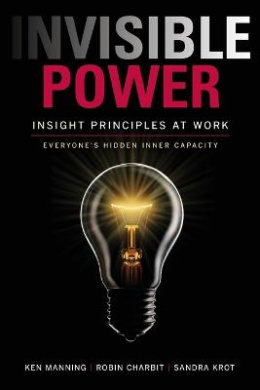 INVISIBLE
POWER
INSIGHT PRINCIPLES AT WORK
EVERYONE'S HIDDEN INNER CAPACITY
KEN MANNING | ROBIN CHARBIT | SANDRA KROT